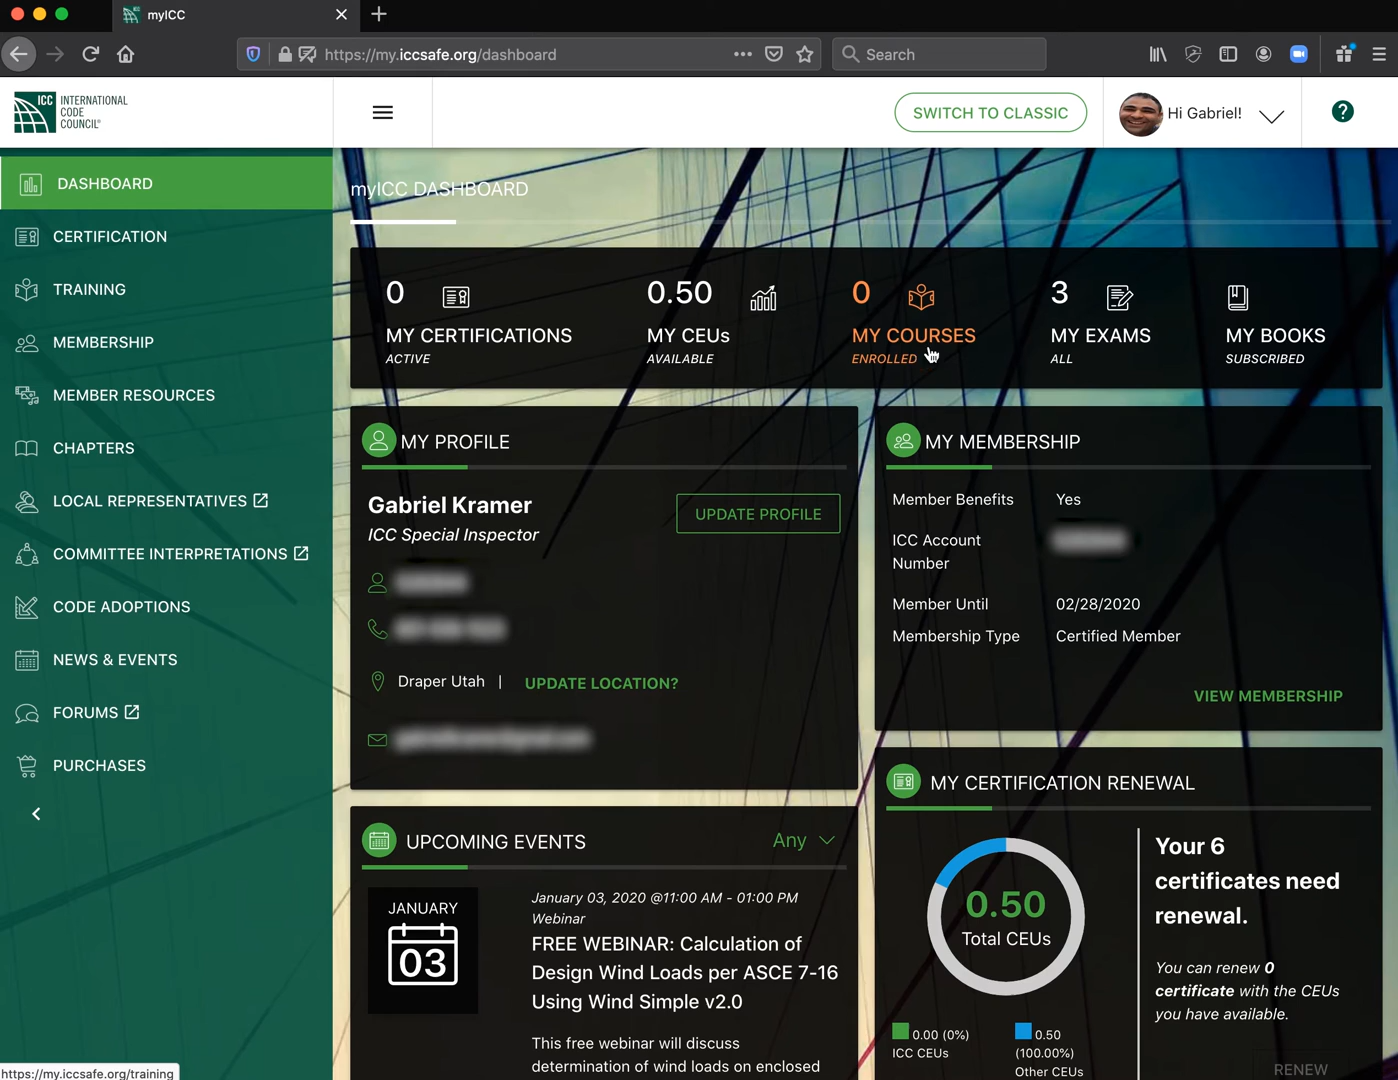 myICC
https://my.iccsafe.org/dashboard
Search
ICC INTERNATIONAL
CODE
COUNCIL®
SWITCH TO CLASSIC
Hi Gabriel!
?
DASHBOARD
CERTIFICATION
TRAINING
MEMBERSHIP
MEMBER RESOURCES
CHAPTERS
LOCAL REPRESENTATIVES
COMMITTEE INTERPRETATIONS
CODE ADOPTIONS
NEWS & EVENTS
FORUMS
PURCHASES
myICC DASHBOARD
0
MY CERTIFICATIONS
ACTIVE
0.50
MY CEUs
AVAILABLE
0
MY COURSES
ENROLLED
3
MY EXAMS
ALL
MY BOOKS
SUBSCRIBED
MY PROFILE
Gabriel Kramer
ICC Special Inspector
UPDATE PROFILE
Draper Utah |
UPDATE LOCATION?
MY MEMBERSHIP
Member Benefits Yes
ICC Account
Number
Member Until 02/28/2020
Membership Type Certified Member
VIEW MEMBERSHIP
UPCOMING EVENTS
Any
JANUARY
03
January 03, 2020 @11:00 AM - 01:00 PM
Webinar
FREE WEBINAR: Calculation of
Design Wind Loads per ASCE 7-16
Using Wind Simple v2.0
This free webinar will discuss
determination of wind loads on enclosed
MY CERTIFICATION RENEWAL
0.50
Total CEUs
0.00 (0%)
ICC CEUs
0.50
(100.00%)
Other CEUs
Your 6
certificates need
renewal.
You can renew 0
certificate with the CEUs
you have available.
RENEW
https://my.iccsafe.org/training